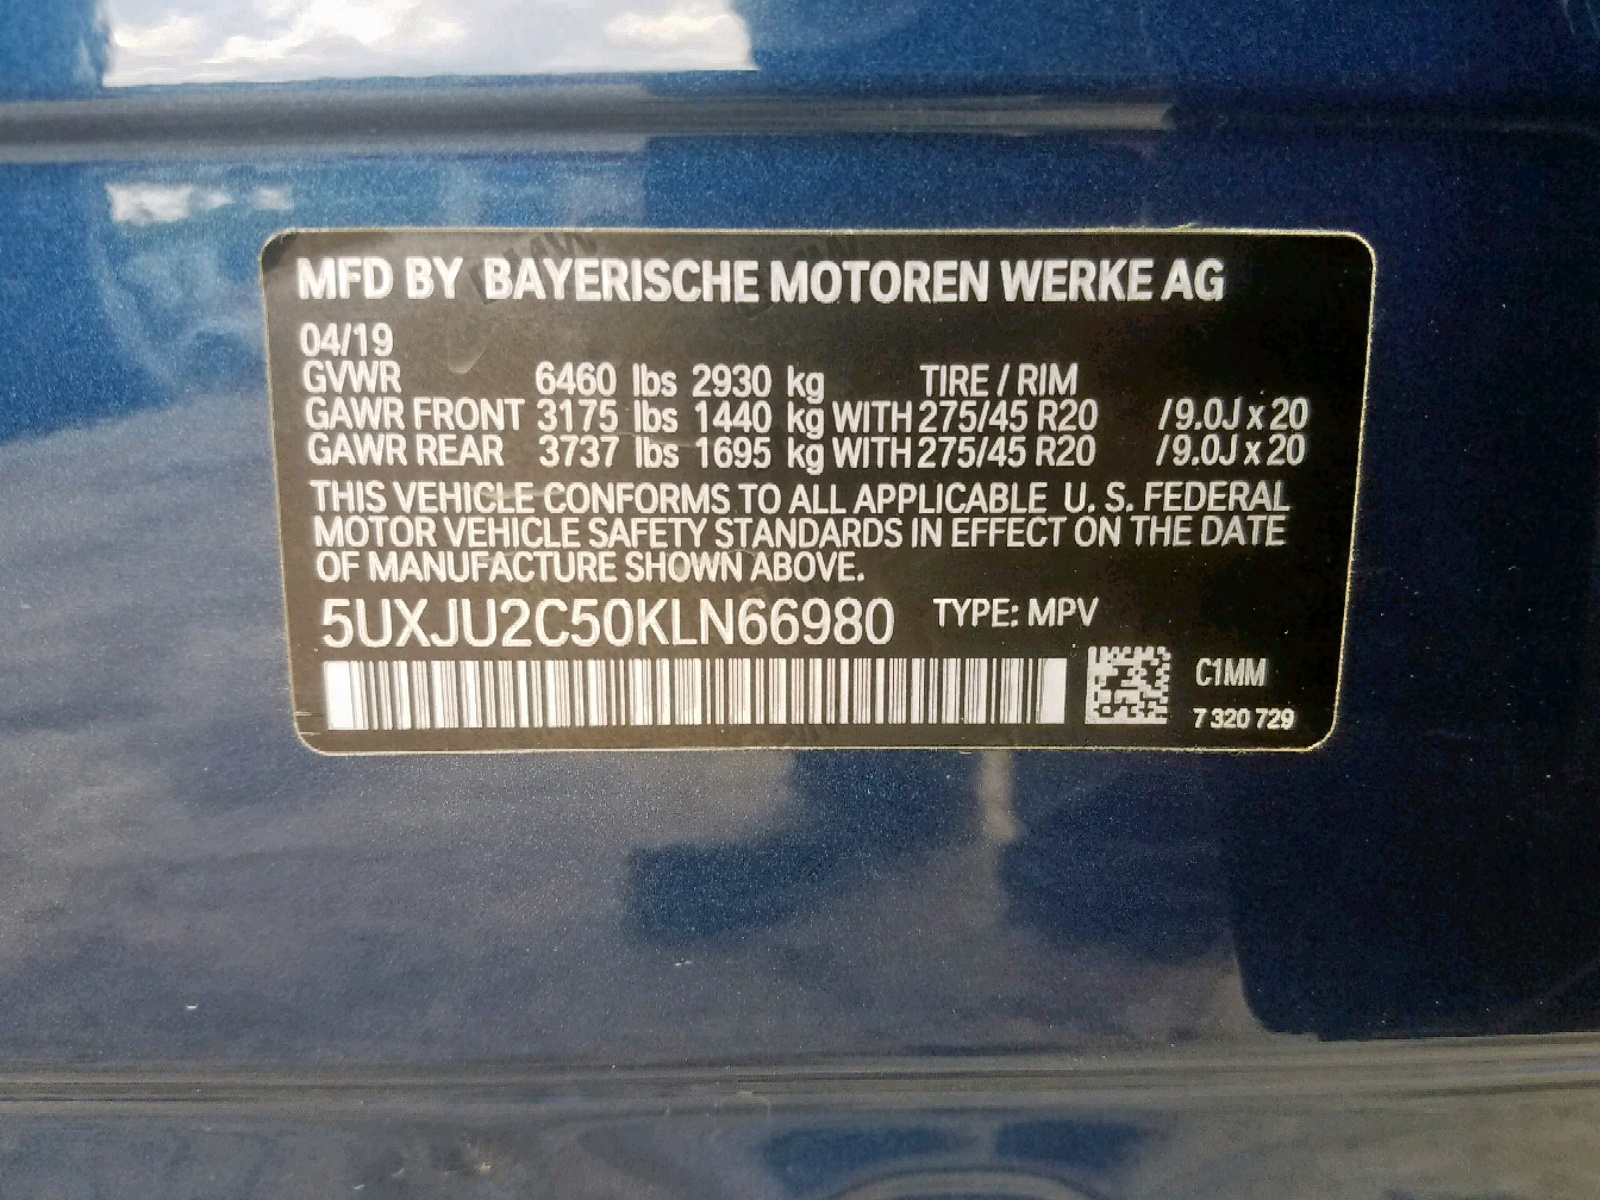 MFD BY BAYERISCHE MOTOREN WERKE AG
04/19
GVWR 6460 lbs 2930 kg TIRE / RIM
GAWR FRONT 3175 lbs 1440 kg WITH 275/45 R20 /9.0J x 20
GAWR REAR 3737 lbs 1695 kg WITH 275/45 R20 /9.0J x 20
THIS VEHICLE CONFORMS TO ALL APPLICABLE U. S. FEDERAL
MOTOR VEHICLE SAFETY STANDARDS IN EFFECT ON THE DATE
OF MANUFACTURE SHOWN ABOVE.
5UXJU2C50KLN66980 TYPE: MPV
C1MM
7 320 729